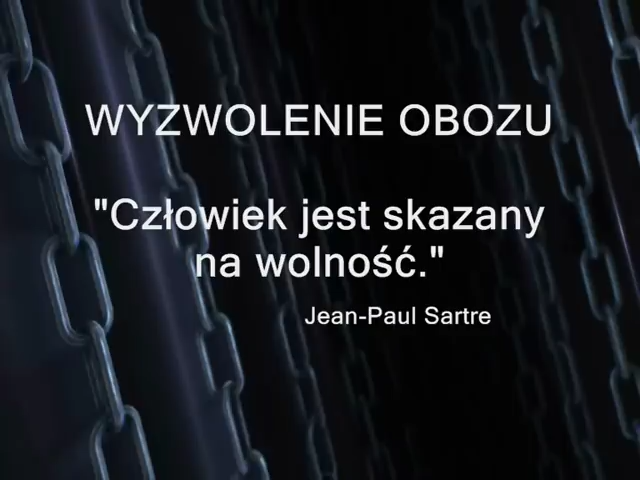 WYZWOLENIE OBOZU
"Człowiek jest skazany
na wolność."
Jean-Paul Sartre